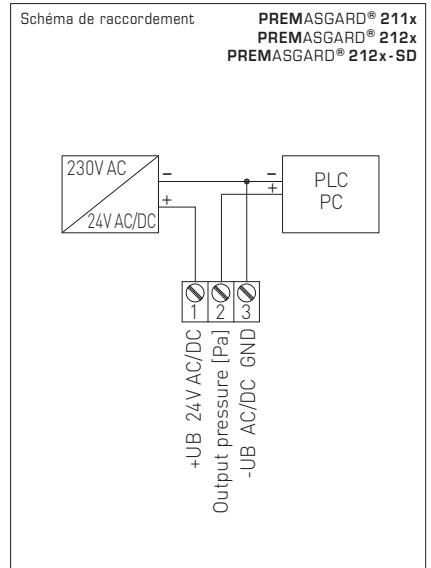 Schéma de raccordement
PREMASGARD® 211x
PREMASGARD® 212x
PREMASGARD® 212x-SD
230V AC
24V AC/DC
–
+
–
+
PLC
PC
1
2
3
+UB 24V AC/DC
Output pressure [Pa]
-UB AC/DC GND